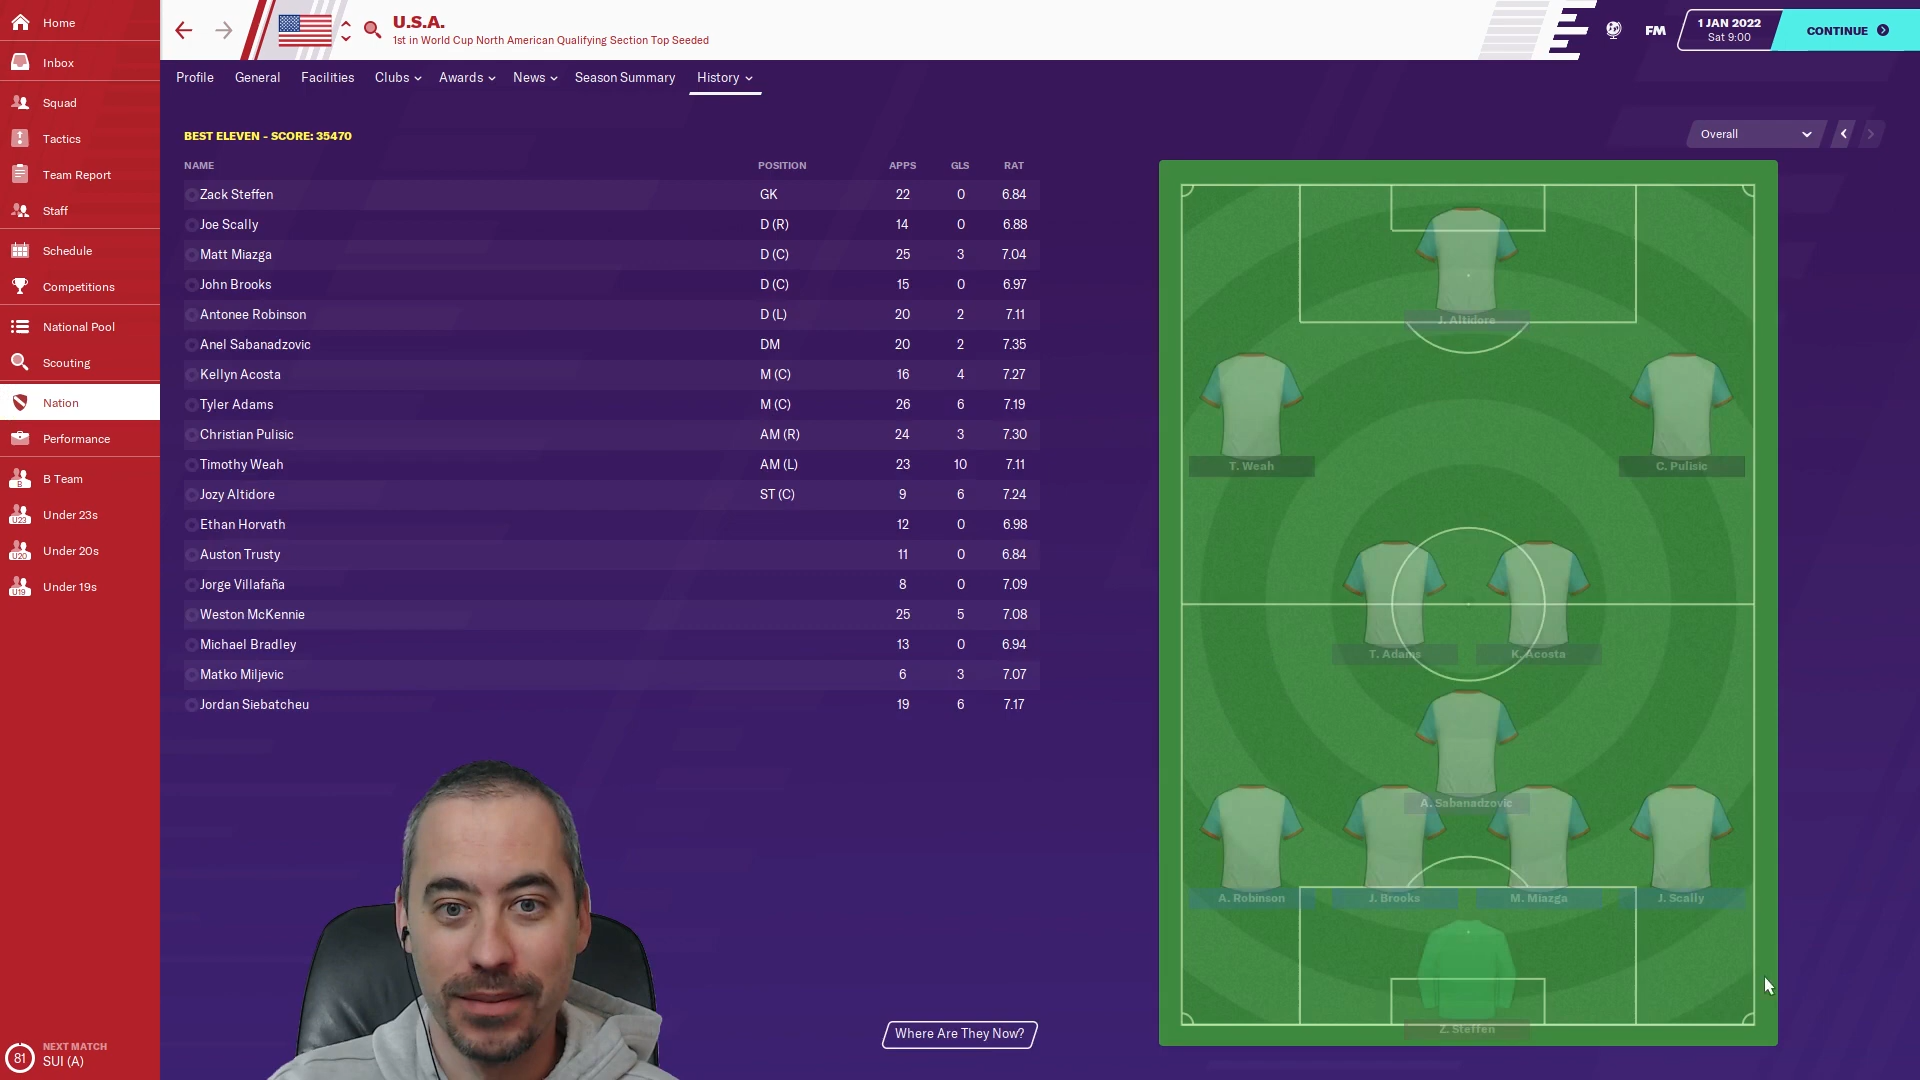 Home
Inbox
Squad
Tactics
Team Report
Staff
Schedule
Competitions
National Pool
Scouting
Nation
Performance
B
B Team
U23
Under 23s
U20
Under 20s
U19
Under 19s
81
NEXT MATCH
SUI (A)
U.S.A.
1st in World Cup North American Qualifying Section Top Seeded
FM
1 JAN 2022
Sat 9:00
CONTINUE
Profile General Facilities Clubs Awards News Season Summary History
BEST ELEVEN - SCORE: 35470
Overall
NAME POSITION APPS GLS RAT
Zack Steffen GK 22 0 6.84
Joe Scally D (R) 14 0 6.88
Matt Miazga D (C) 25 3 7.04
John Brooks D (C) 15 0 6.97
Antonee Robinson D (L) 20 2 7.11
Anel Sabanadzovic DM 20 2 7.35
Kellyn Acosta M (C) 16 4 7.27
Tyler Adams M (C) 26 6 7.19
Christian Pulisic AM (R) 24 3 7.30
Timothy Weah AM (L) 23 10 7.11
Jozy Altidore ST (C) 9 6 7.24
Ethan Horvath 12 0 6.98
Auston Trusty 11 0 6.84
Jorge Villafaña 8 0 7.09
Weston McKennie 25 5 7.08
Michael Bradley 13 0 6.94
Matko Miljevic 6 3 7.07
Jordan Siebatcheu 19 6 7.17
Where Are They Now?
J. Altidore
T. Weah C. Pulisic
T. Adams K. Acosta
A. Sabanadzovic
A. Robinson J. Brooks M. Miazga J. Scally
Z. Steffen